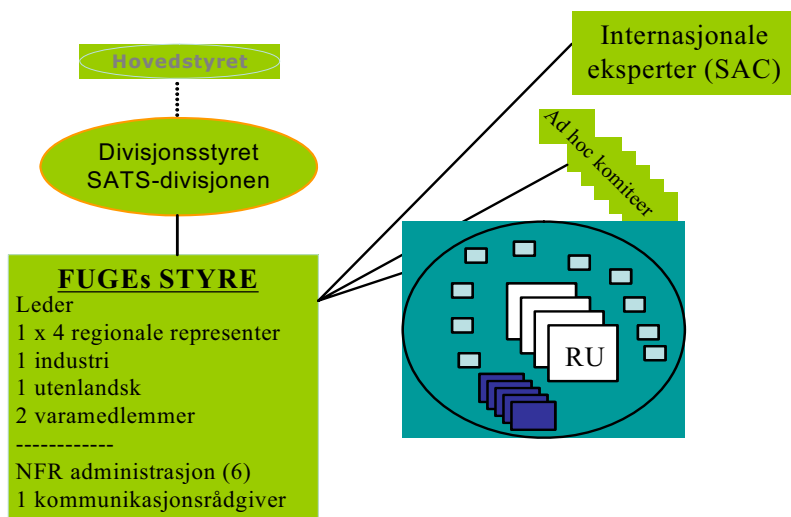 Hovedstyret
Internasjonale
eksperter (SAC)
Ad hoc komiteer
Divisjonsstyret
SATS-divisjonen
FUGEs STYRE
Leder
1 x 4 regionale representer
1 industri
1 utenlandsk
2 varamedlemmer
------------
NFR administrasjon (6)
1 kommunikasjonsrådgiver
RU